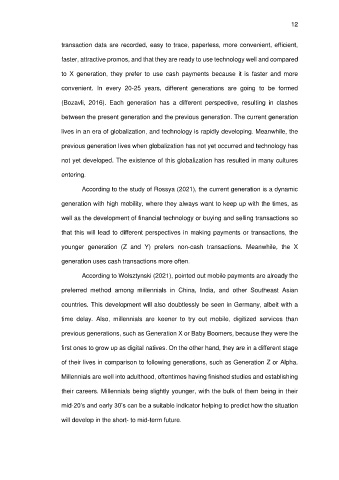 12
transaction data are recorded, easy to trace, paperless, more convenient, efficient,
faster, attractive promos, and that they are ready to use technology well and compared
to X generation, they prefer to use cash payments because it is faster and more
convenient. In every 20-25 years, different generations are going to be formed
(Bozavli, 2016). Each generation has a different perspective, resulting in clashes
between the present generation and the previous generation. The current generation
lives in an era of globalization, and technology is rapidly developing. Meanwhile, the
previous generation lives when globalization has not yet occurred and technology has
not yet developed. The existence of this globalization has resulted in many cultures
entering.
According to the study of Rossya (2021), the current generation is a dynamic
generation with high mobility, where they always want to keep up with the times, as
well as the development of financial technology or buying and selling transactions so
that this will lead to different perspectives in making payments or transactions, the
younger generation (Z and Y) prefers non-cash transactions. Meanwhile, the X
generation uses cash transactions more often.
According to Wolsztynski (2021), pointed out mobile payments are already the
preferred method among millennials in China, India, and other Southeast Asian
countries, This development will also doubtlessly be seen in Germany, albeit with a
time delay. Also, millennials are keener to try out mobile, digitized services than
previous generations, such as Generation X or Baby Boomers, because they were the
first ones to grow up as digital natives. On the other hand, they are in a different stage
of their lives in comparison to following generations, such as Generation Z or Alpha.
Millennials are well into adulthood, oftentimes having finished studies and establishing
their careers. Millennials being slightly younger, with the bulk of them being in their
mid-20's and early 30's can be a suitable indicator helping to predict how the situation
will develop in the short- to mid-term future.